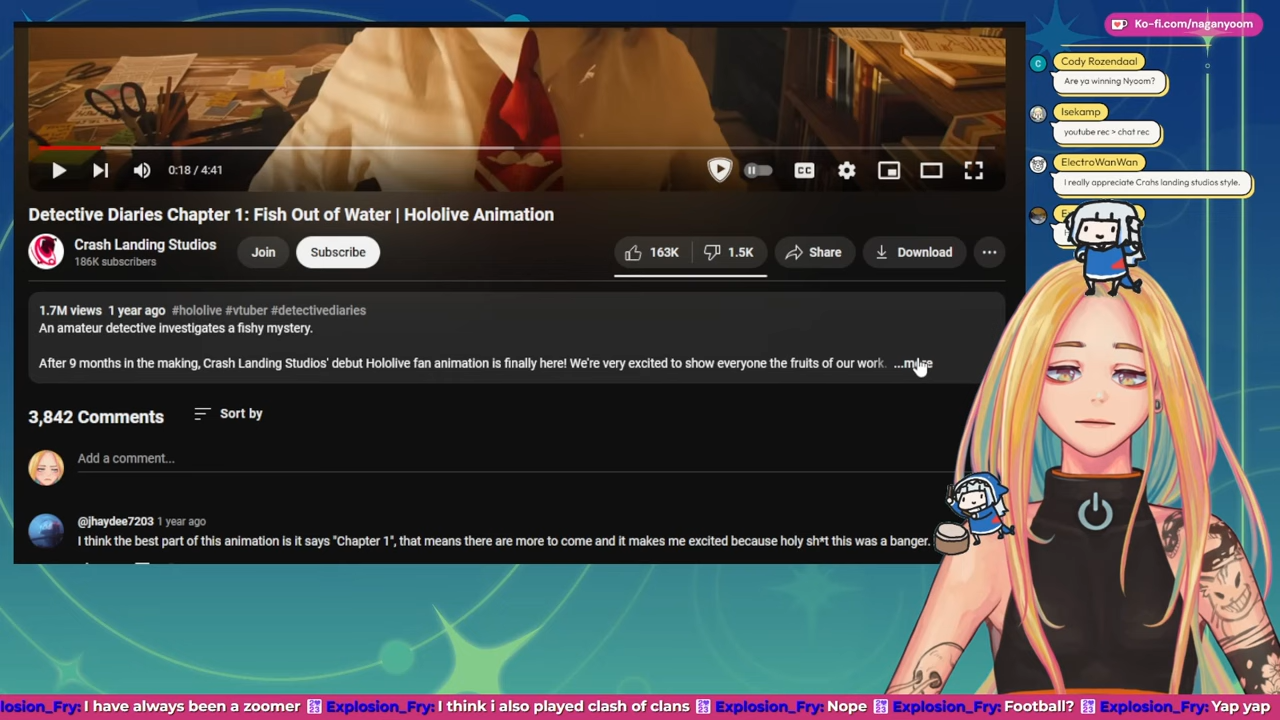 Ko-fi.com/naganyoom
Cody Rozendaal
Are ya winning Nyoom?
Isekamp
youtube rec > chat rec
ElectroWanWan
I really appreciate Crahs landing studios style.
0:18 / 4:41
CC
Detective Diaries Chapter 1: Fish Out of Water | Hololive Animation
Crash Landing Studios
186K subscribers
Join
Subscribe
163K
1.5K
Share
Download
1.7M views 1 year ago #hololive #vtuber #detectivediaries
An amateur detective investigates a fishy mystery.
After 9 months in the making, Crash Landing Studios' debut Hololive fan animation is finally here! We're very excited to show everyone the fruits of our work. ...more
3,842 Comments
Sort by
Add a comment...
@jhaydee7203 1 year ago
I think the best part of this animation is it says "Chapter 1", that means there are more to come and it makes me excited because holy sh*t this was a banger.
losion_Fry: I have always been a zoomer Explosion_Fry: I think i also played clash of clans Explosion_Fry: Nope Explosion_Fry: Football? Explosion_Fry: Yap yap